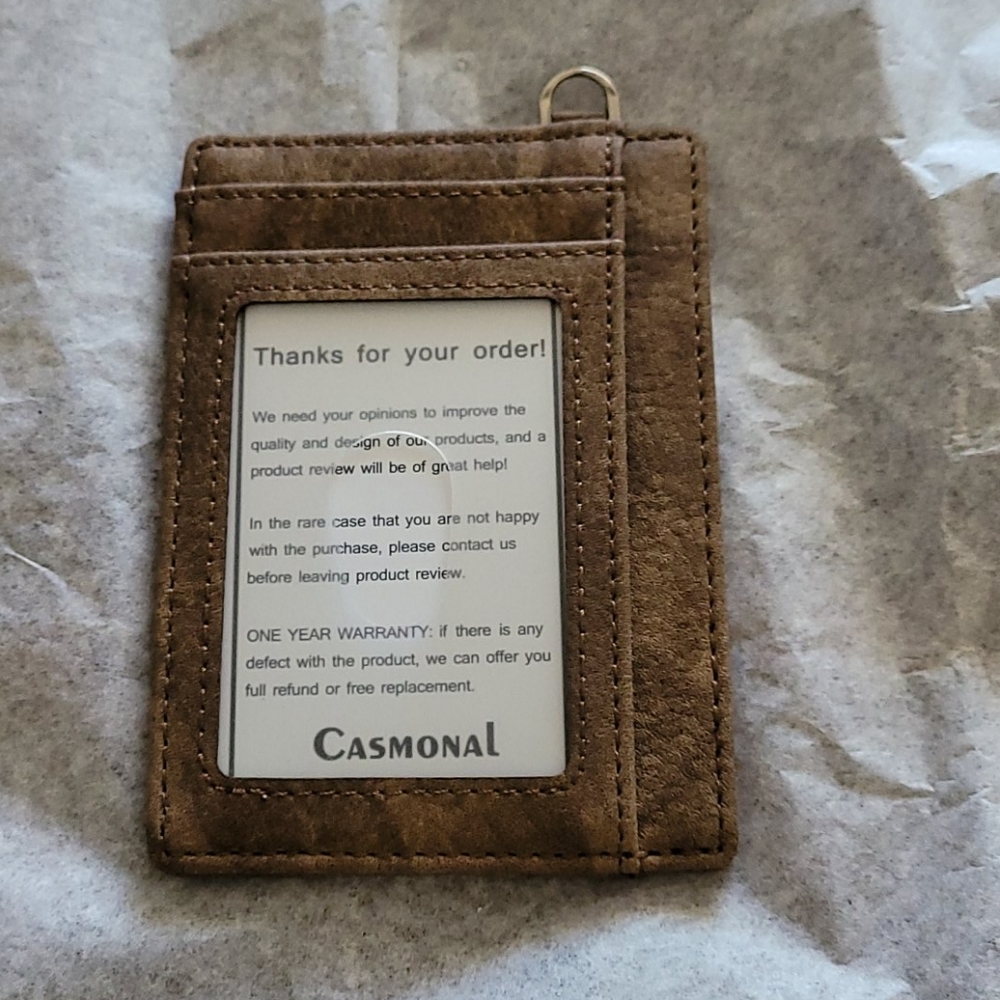 Thanks for your order!
We need your opinions to improve the
quality and design of our products, and a
product review will be of great help!
In the rare case that you are not happy
with the purchase, please contact us
before leaving product review.
ONE YEAR WARRANTY: if there is any
defect with the product, we can offer you
full refund or free replacement.
CASMONAL